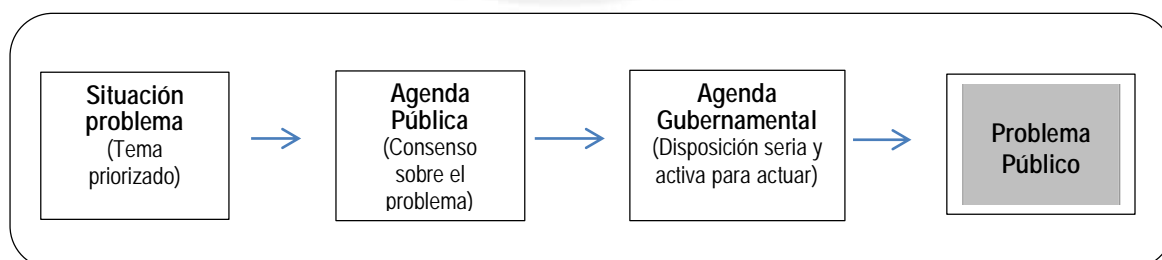 Situación
problema
(Tema
priorizado)
Agenda
Pública
(Consenso
sobre el
problema)
Agenda
Gubernamental
(Disposición seria y
activa para actuar)
Problema
Público